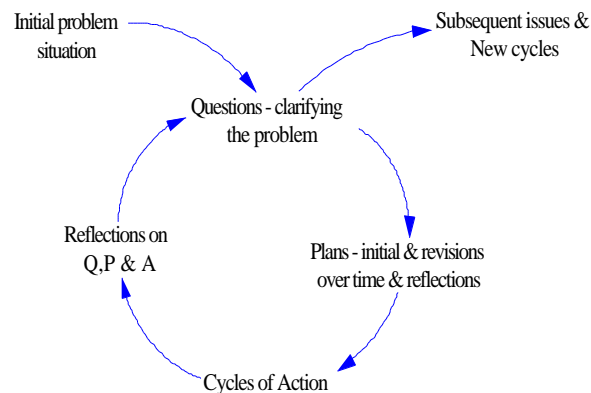 Initial problem
situation
Subsequent issues &
New cycles
Questions - clarifying
the problem
Reflections on
Q,P & A
Plans - initial & revisions
over time & reflections
Cycles of Action